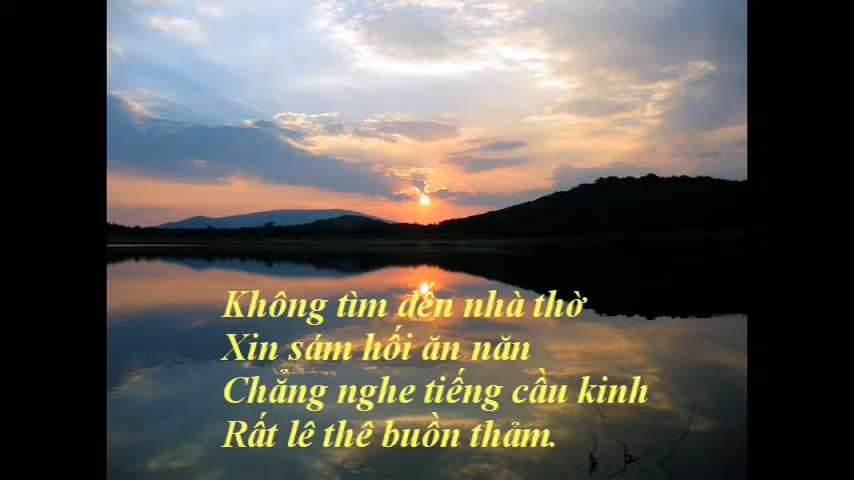 Không tìm đến nhà thờ
Xin sám hối ăn năn
Chẳng nghe tiếng cầu kinh
Rất lê thê buồn thảm.